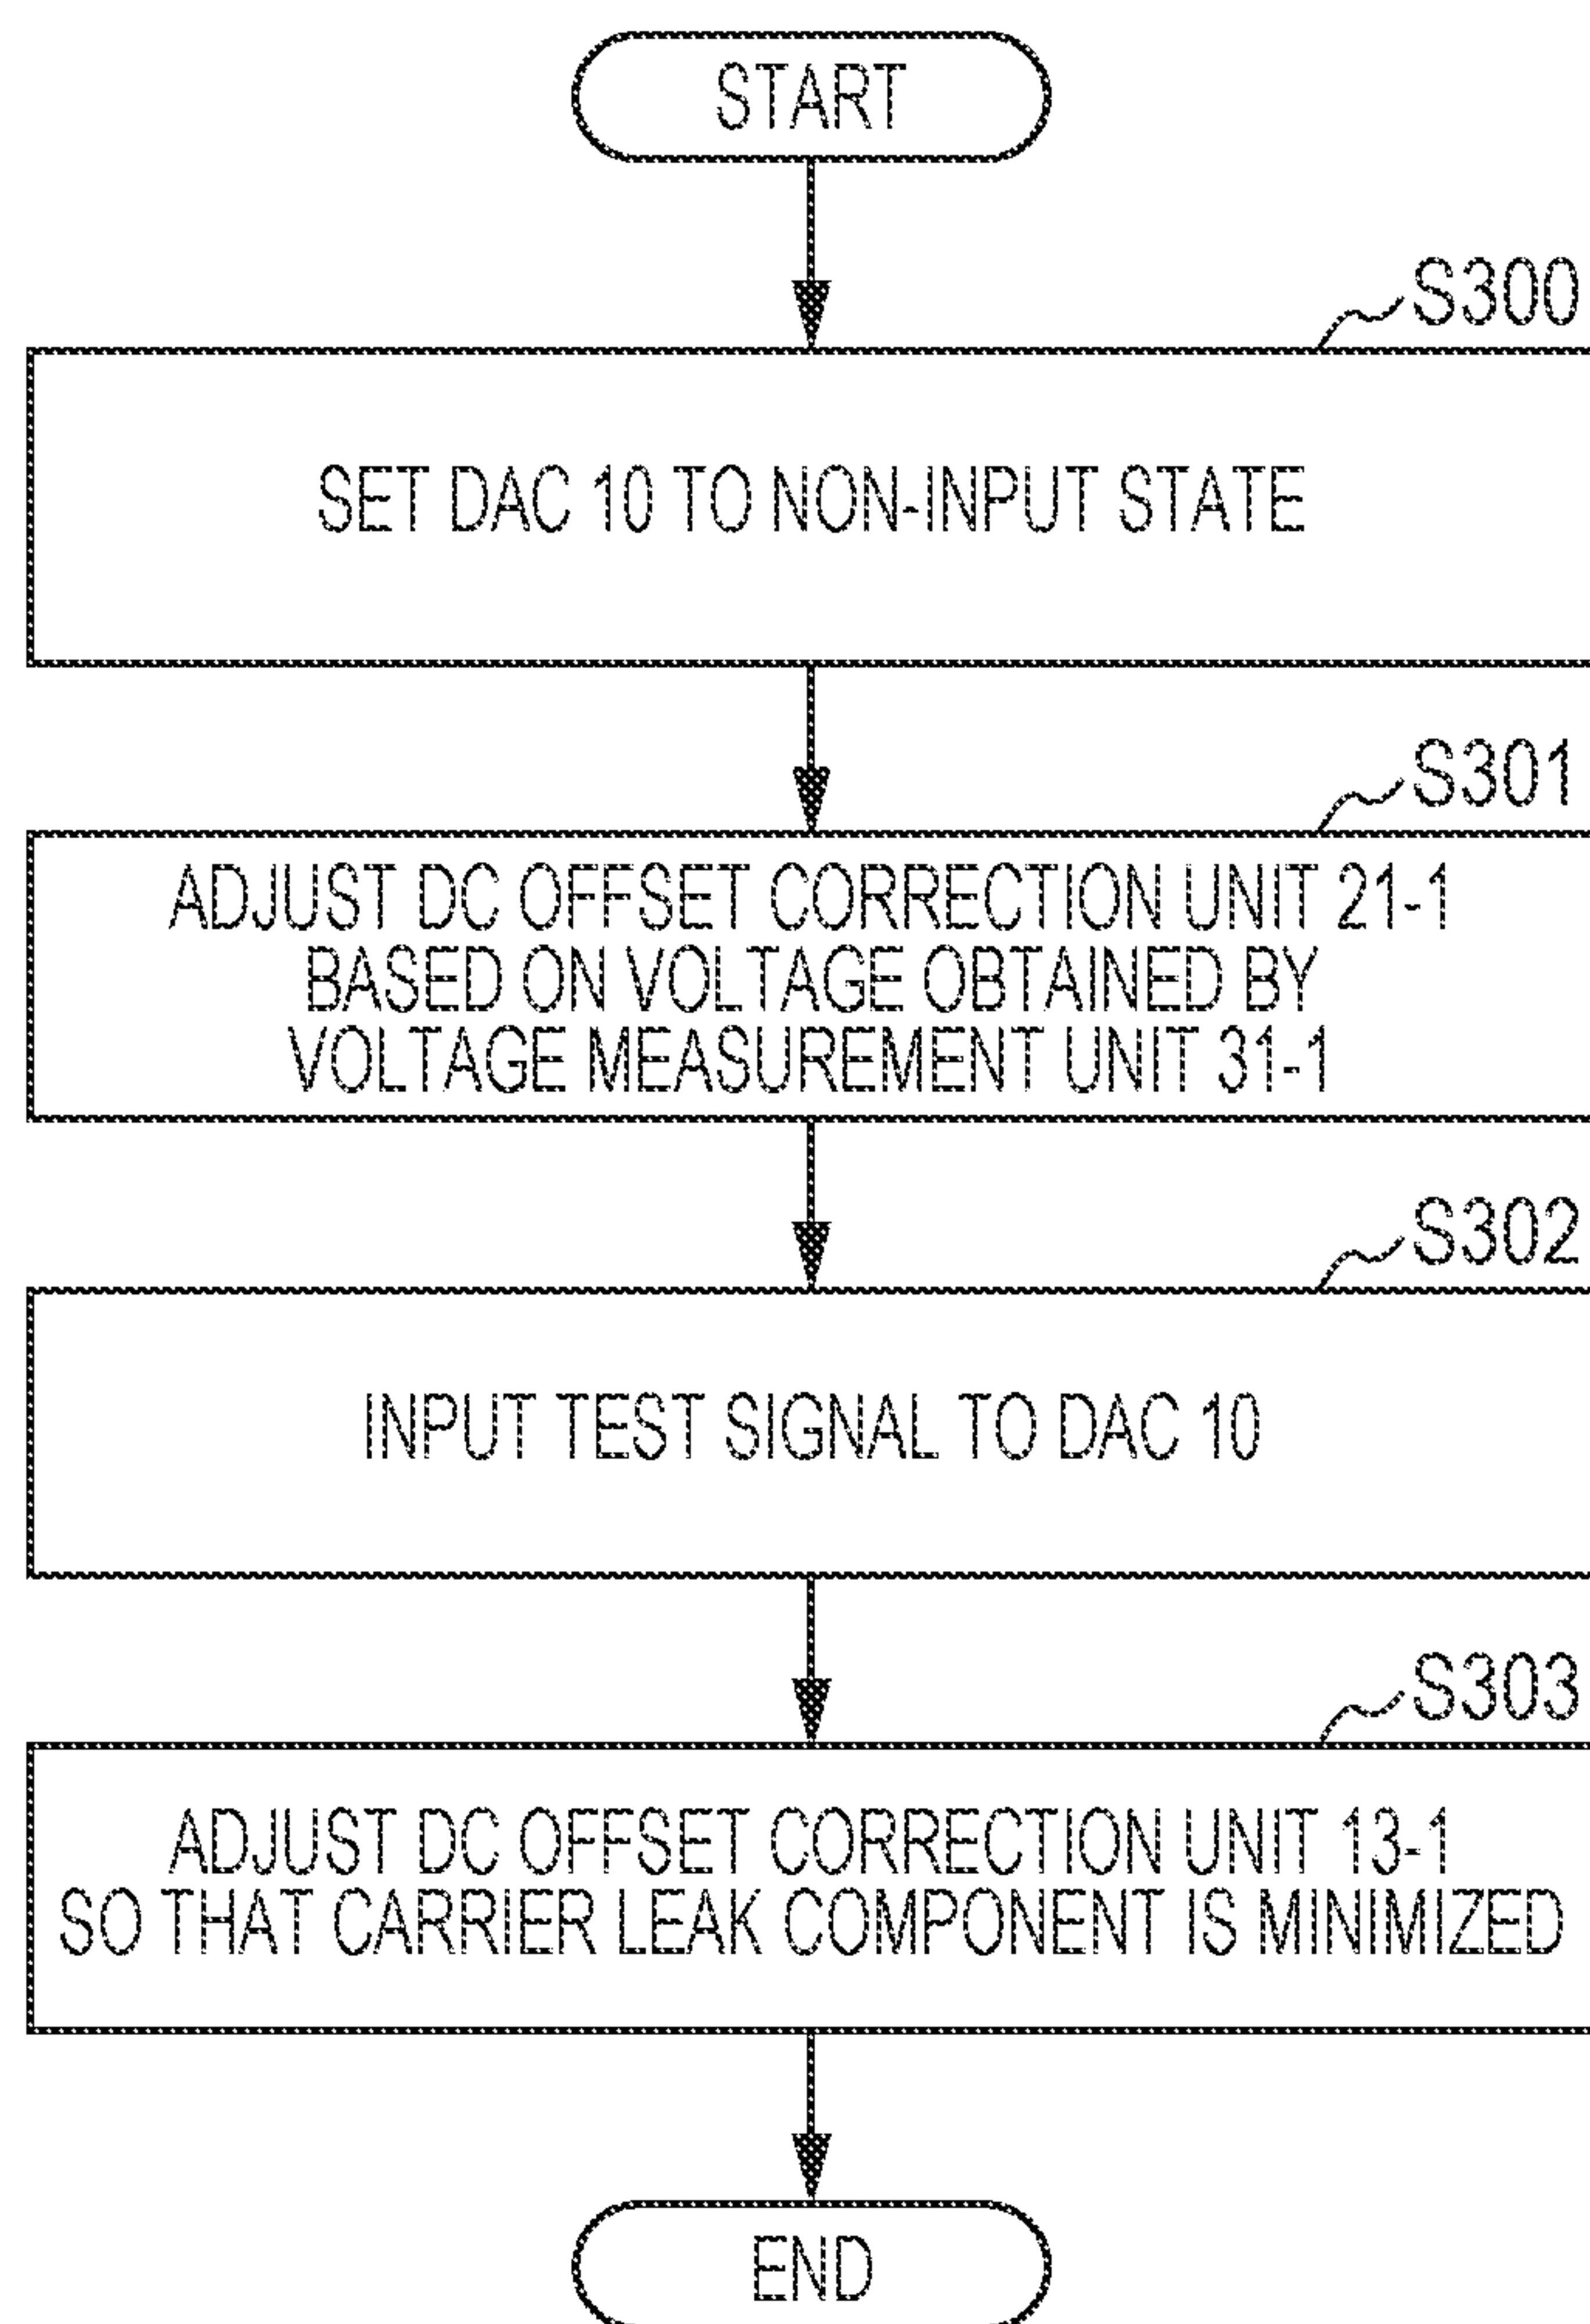 START
S300
SET DAC 10 TO NON-INPUT STATE
S301
ADJUST DC OFFSET CORRECTION UNIT 21-1
BASED ON VOLTAGE OBTAINED BY
VOLTAGE MEASUREMENT UNIT 31-1
S302
INPUT TEST SIGNAL TO DAC 10
S303
ADJUST DC OFFSET CORRECTION UNIT 13-1
SO THAT CARRIER LEAK COMPONENT IS MINIMIZED
END